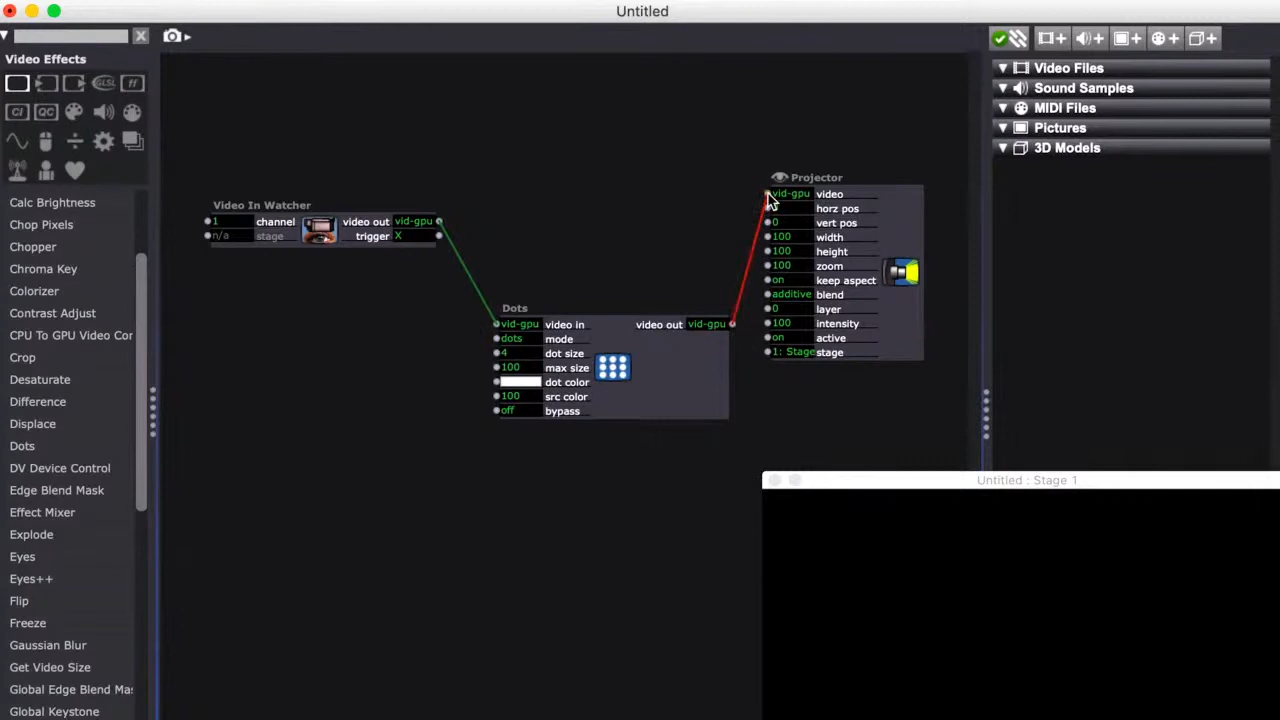 Untitled
Video Effects
GLSL
ff
CI
QC
Calc Brightness
Chop Pixels
Chopper
Chroma Key
Colorizer
Contrast Adjust
CPU To GPU Video Cor
Crop
Desaturate
Difference
Displace
Dots
DV Device Control
Edge Blend Mask
Effect Mixer
Explode
Eyes
Eyes++
Flip
Freeze
Gaussian Blur
Get Video Size
Global Edge Blend Mas
Global Keystone
Video In Watcher
1 channel video out vid-gpu
n/a stage trigger X
Dots
vid-gpu video in video out vid-gpu
dots mode
4 dot size
100 max size
dot color
100 src color
off bypass
Projector
vid-gpu video
horz pos
0 vert pos
100 width
100 height
100 zoom
on keep aspect
additive blend
0 layer
100 intensity
on active
1: Stage stage
Video Files
Sound Samples
MIDI Files
Pictures
3D Models
Untitled : Stage 1